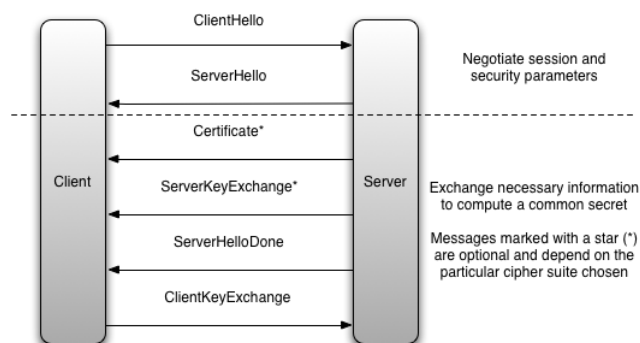 ClientHello
Negotiate session and
security parameters
ServerHello
Certificate*
Client
ServerKeyExchange*
Server
Exchange necessary information
to compute a common secret
ServerHelloDone
Messages marked with a star (*)
are optional and depend on the
particular cipher suite chosen
ClientKeyExchange